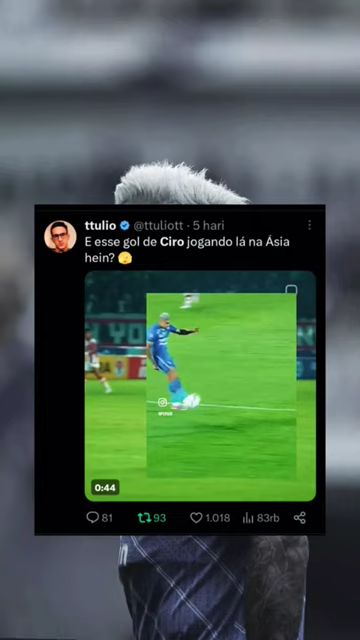 ttulio @ttuliott · 5 hari
E esse gol de Ciro jogando lá na Ásia
hein? 🫣
YO
0:44
81 93 1.018 83rb